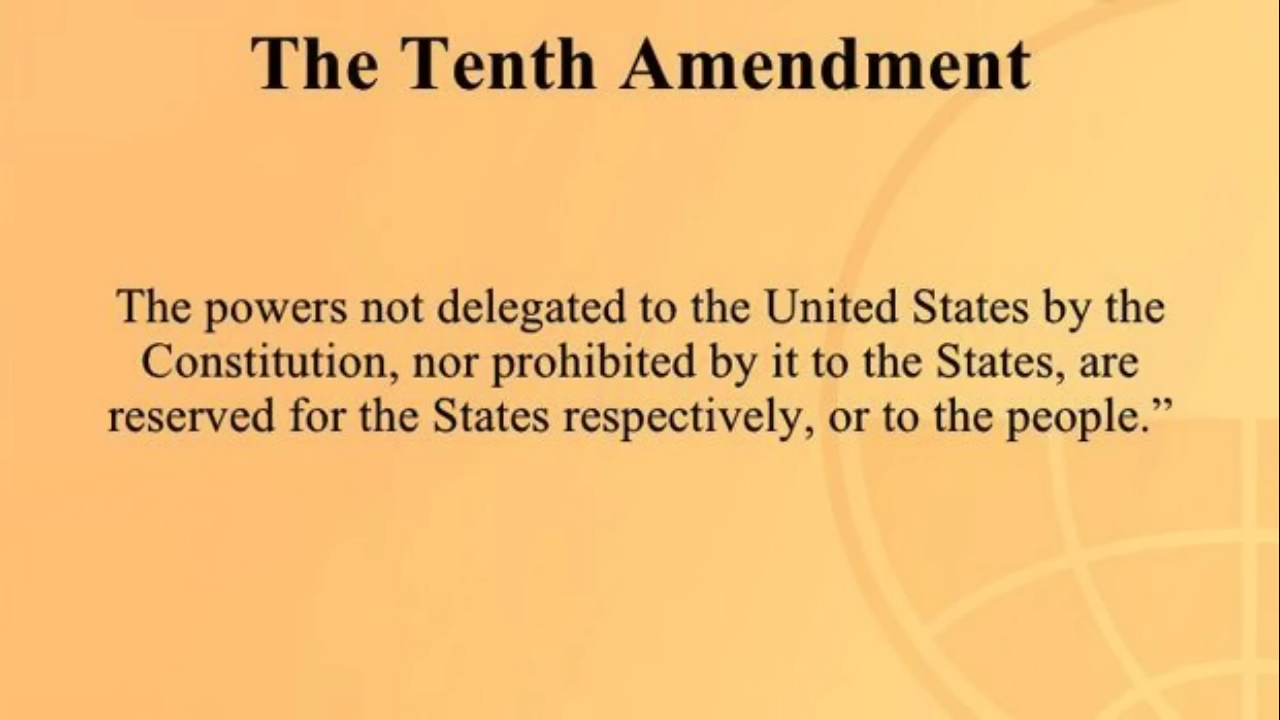 The Tenth Amendment
The powers not delegated to the United States by the
Constitution, nor prohibited by it to the States, are
reserved for the States respectively, or to the people.”